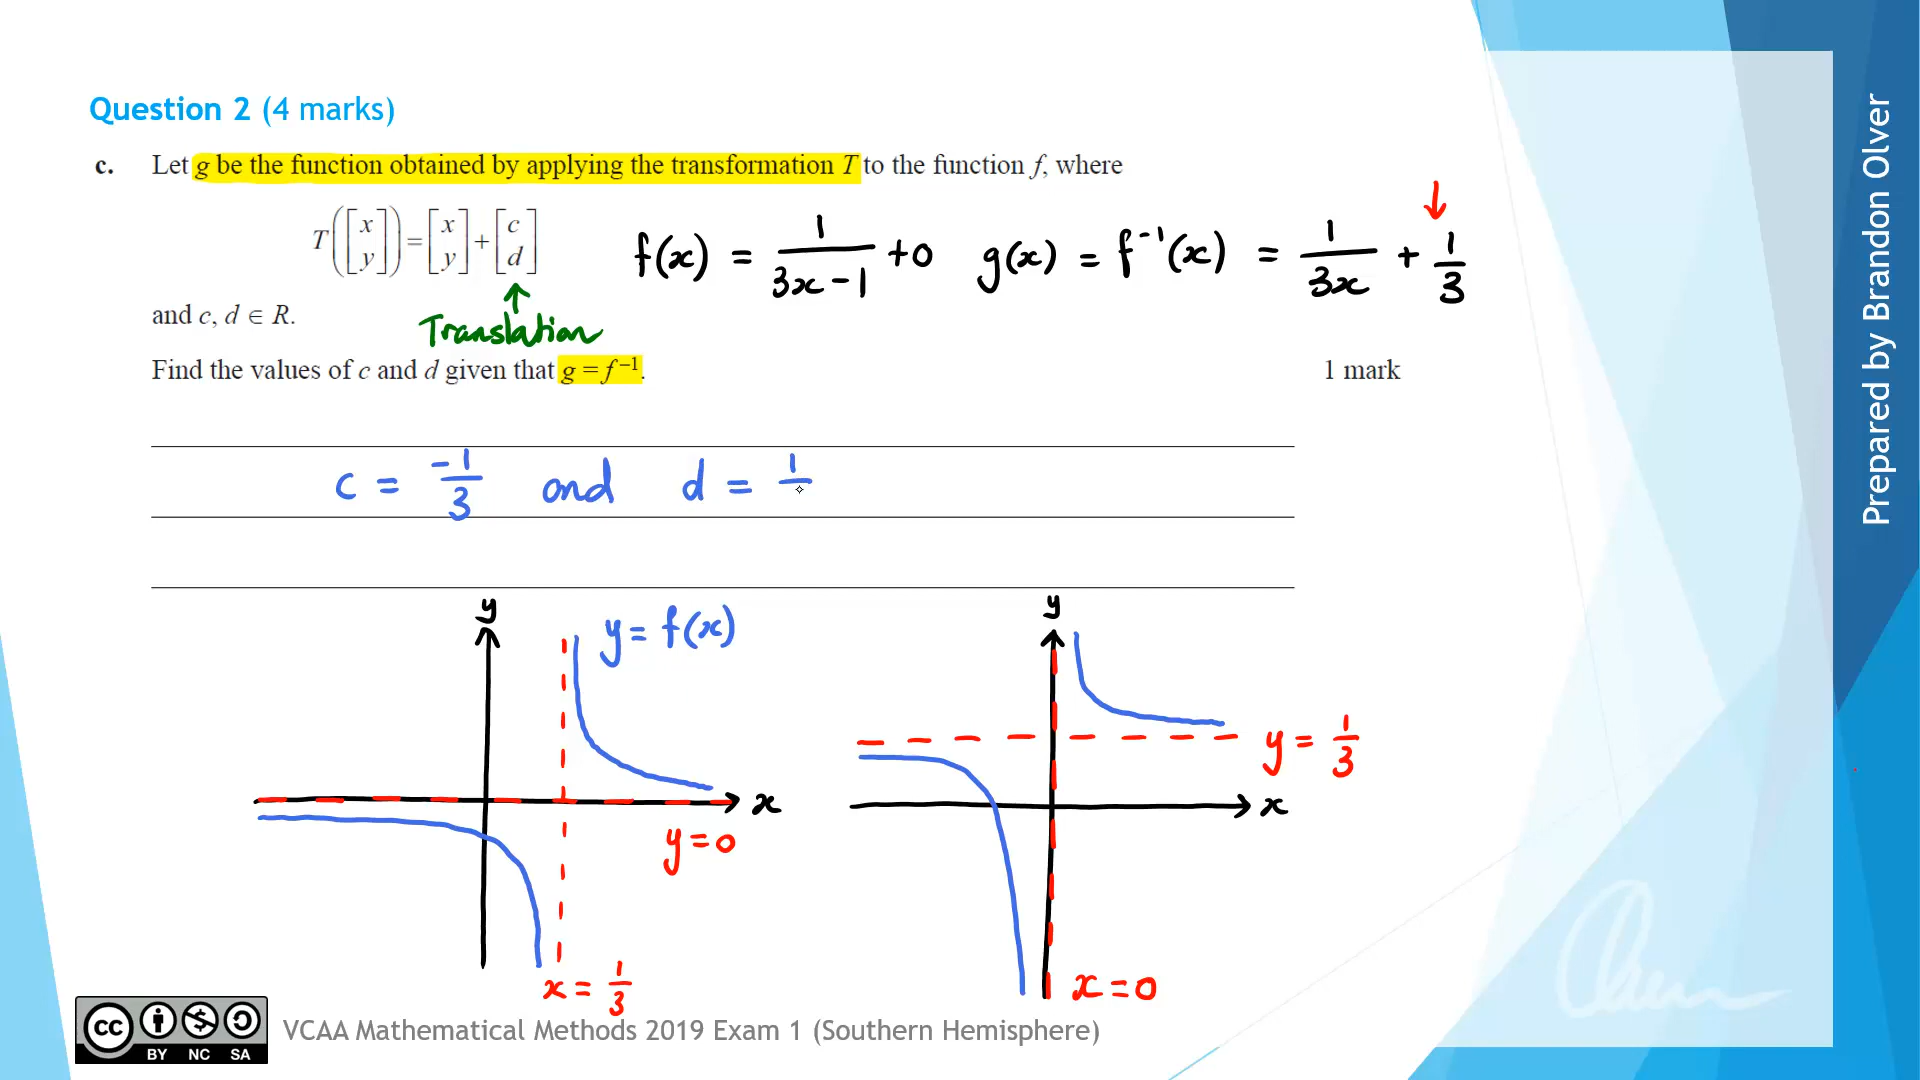 Question 2 (4 marks)
c. Let g be the function obtained by applying the transformation T to the function f, where
T([x y]) = [x y] + [c d]
f(x) = 1/(3x − 1) + 0 g(x) = f⁻¹(x) = 1/(3x) + 1/3
and c, d ∈ R.
Translation
Find the values of c and d given that g = f⁻¹. 1 mark
c = -1/3 and d = 1/
y
y = f(x)
x
y = 0
x = 1/3
y
y = 1/3
x
x = 0
cc BY NC SA
VCAA Mathematical Methods 2019 Exam 1 (Southern Hemisphere)
Prepared by Brandon Olver